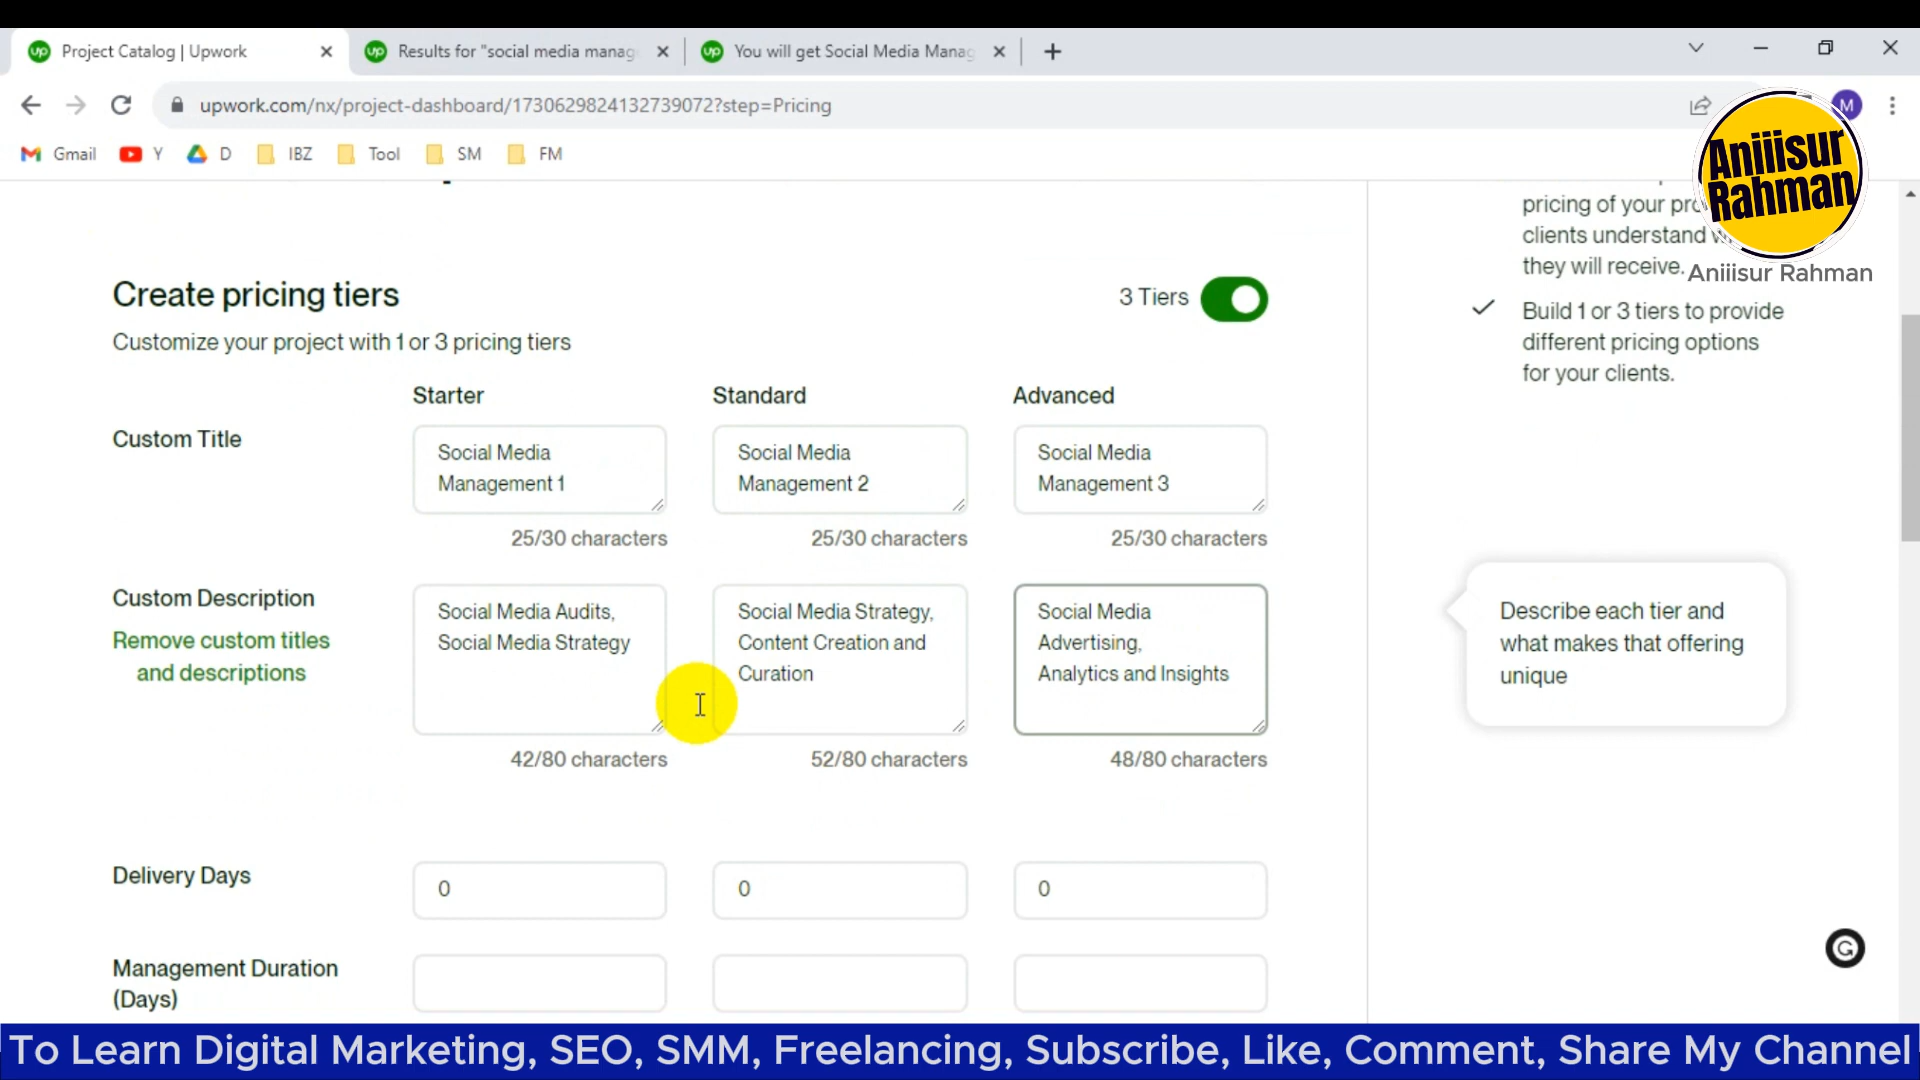 Project Catalog | Upwork
Results for "social media manag
You will get Social Media Manag
upwork.com/nx/project-dashboard/1730629824132739072?step=Pricing
M
Gmail
Y
D
IBZ
Tool
SM
FM
Aniiisur
Rahman
Aniiisur Rahman
pricing of your pro
clients understand
they will receive.
Build 1 or 3 tiers to provide
different pricing options
for your clients.
Create pricing tiers
3 Tiers
Customize your project with 1 or 3 pricing tiers
Starter
Standard
Advanced
Custom Title
Social Media
Management 1
Social Media
Management 2
Social Media
Management 3
25/30 characters
25/30 characters
25/30 characters
Custom Description
Remove custom titles
and descriptions
Social Media Audits,
Social Media Strategy
Social Media Strategy,
Content Creation and
Curation
Social Media
Advertising,
Analytics and Insights
42/80 characters
52/80 characters
48/80 characters
Describe each tier and
what makes that offering
unique
Delivery Days
0
0
0
Management Duration
(Days)
To Learn Digital Marketing, SEO, SMM, Freelancing, Subscribe, Like, Comment, Share My Channel